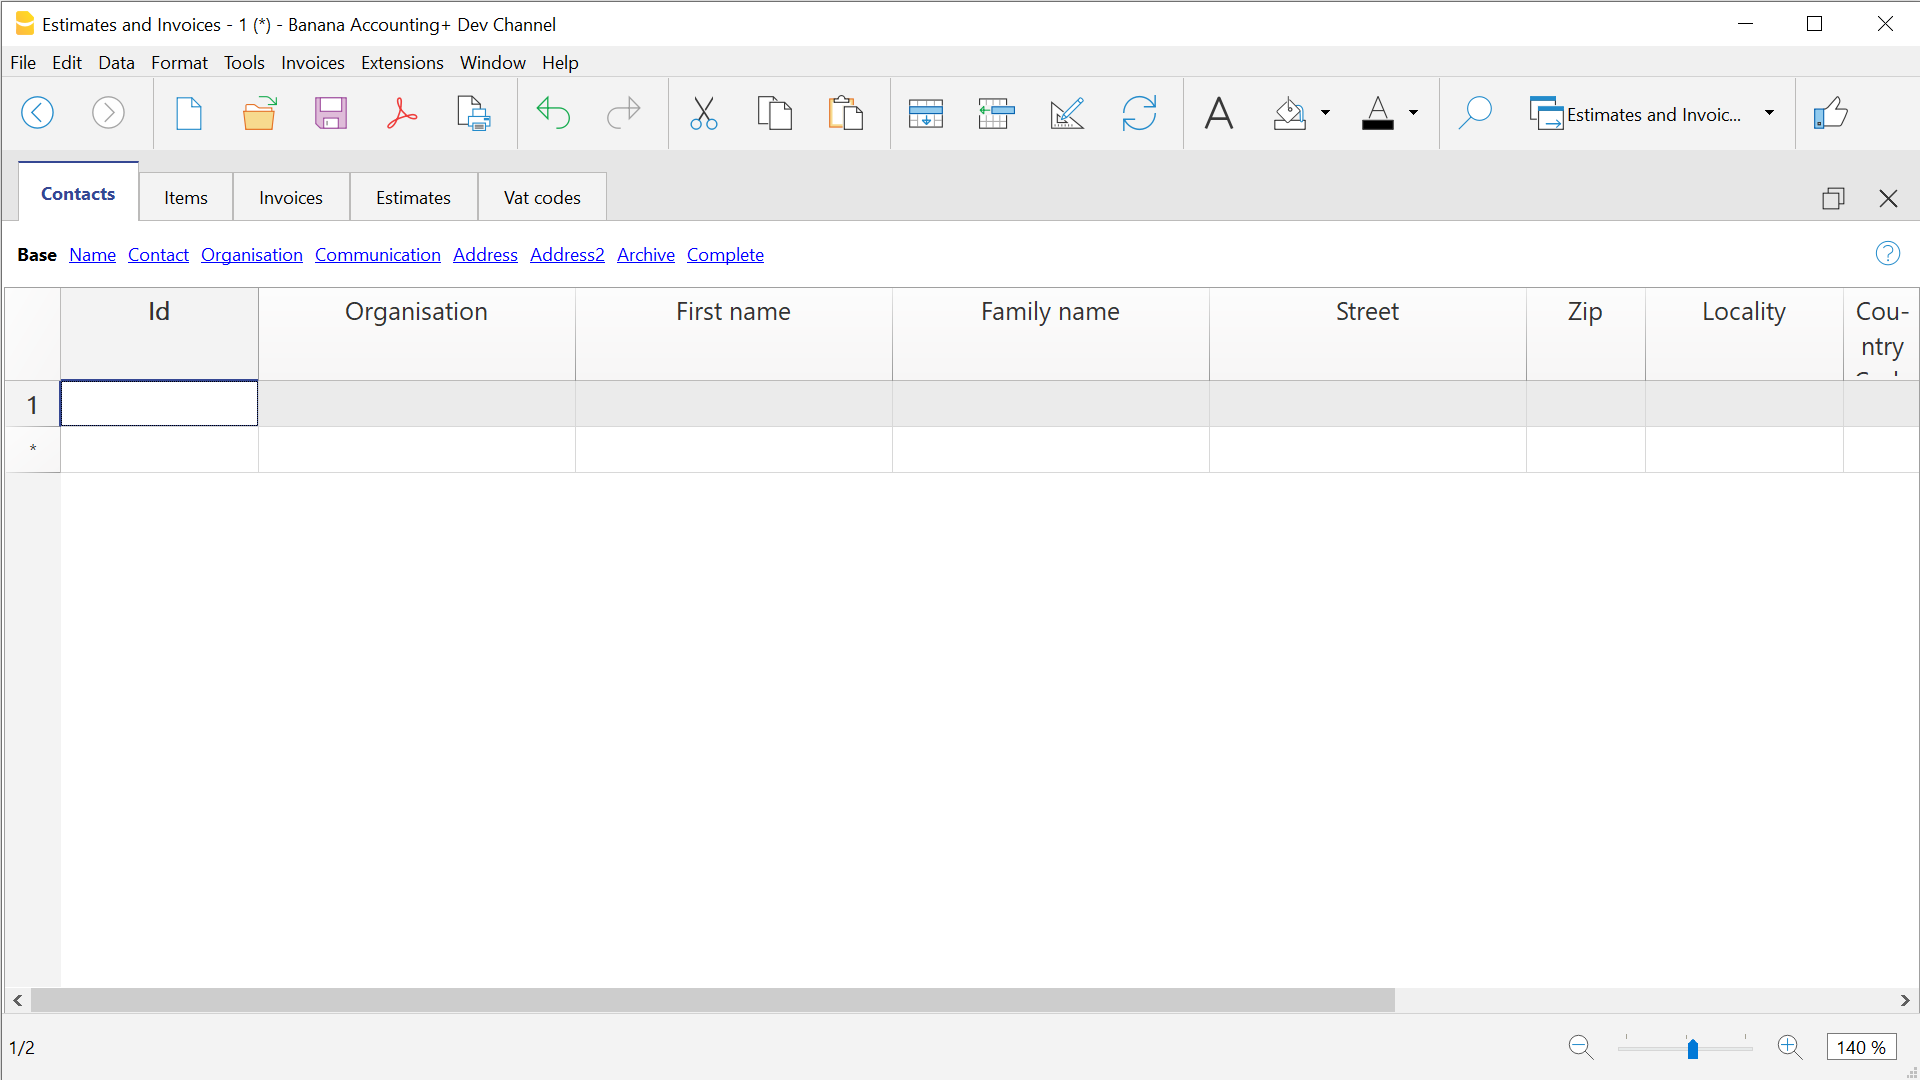 Estimates and Invoices - 1 (*) - Banana Accounting+ Dev Channel
File Edit Data Format Tools Invoices Extensions Window Help
Estimates and Invoic...
Contacts Items Invoices Estimates Vat codes
Base Name Contact Organisation Communication Address Address2 Archive Complete
Id Organisation First name Family name Street Zip Locality Cou-
ntry
1
*
1/2 140 %